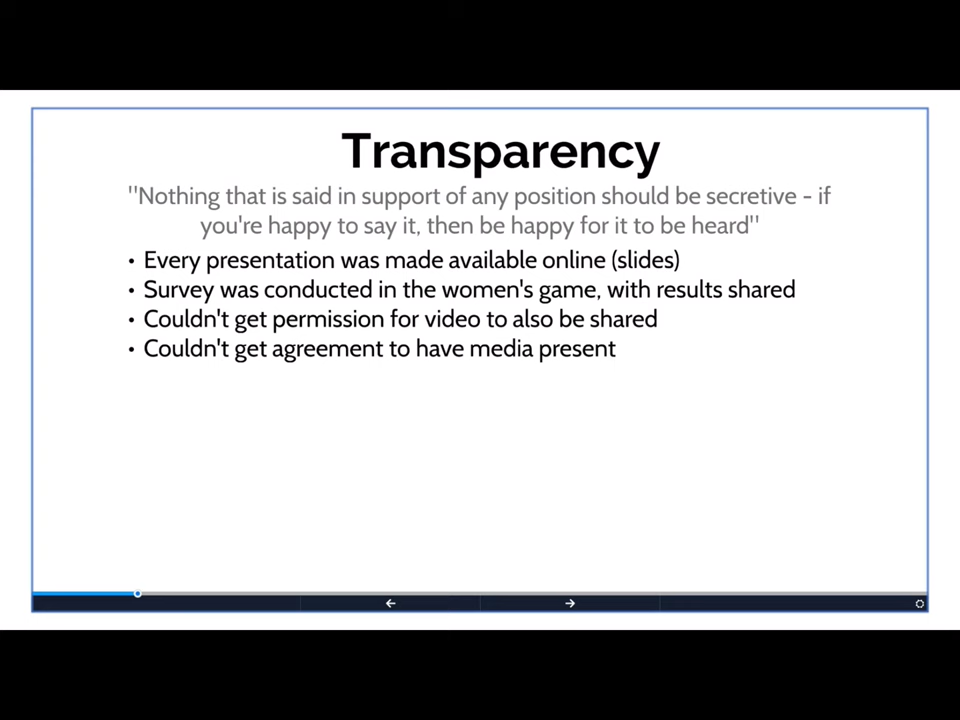 Transparency
"Nothing that is said in support of any position should be secretive - if
you're happy to say it, then be happy for it to be heard"
• Every presentation was made available online (slides)
• Survey was conducted in the women's game, with results shared
• Couldn't get permission for video to also be shared
• Couldn't get agreement to have media present